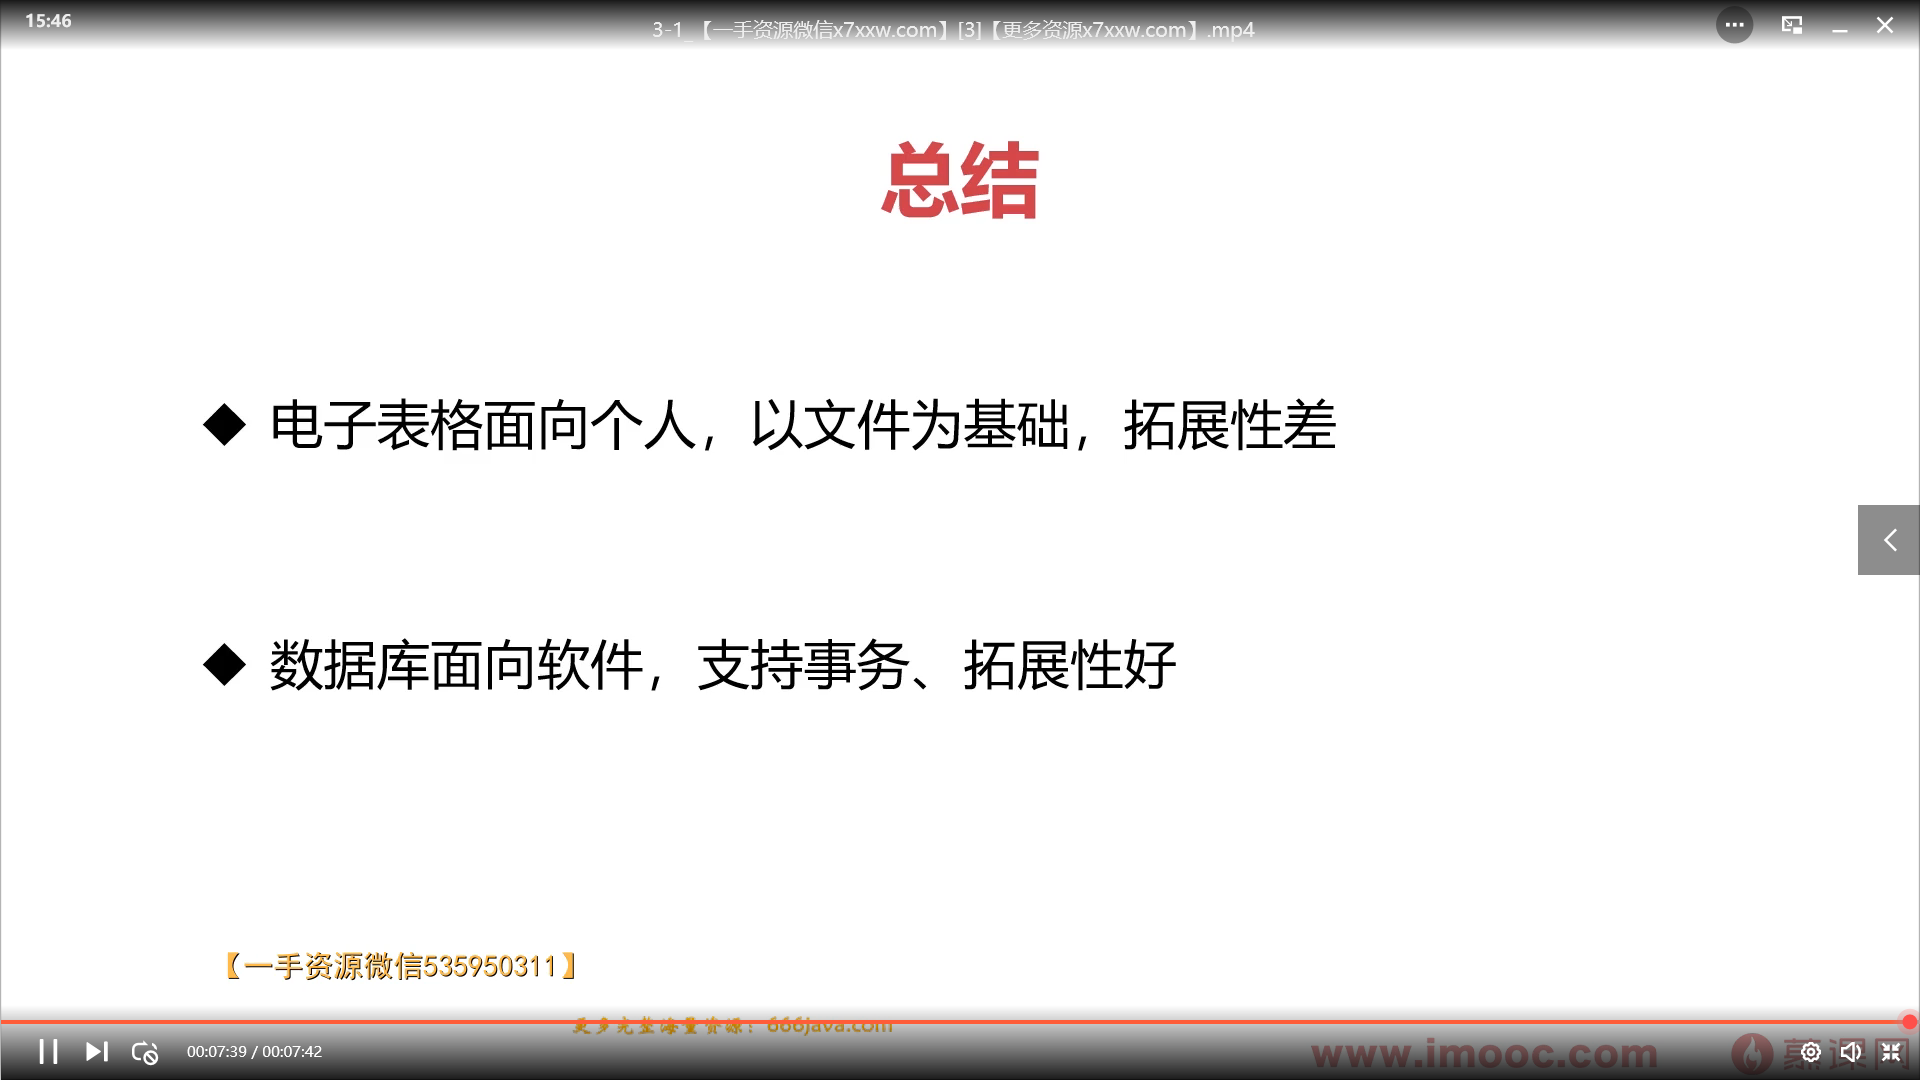 15:46
3-1_【一手资源微信x7xxw.com】[3]【更多资源x7xxw.com】.mp4
总结
◆ 电子表格面向个人，以文件为基础，拓展性差
◆ 数据库面向软件，支持事务、拓展性好
【一手资源微信535950311】
更多完整海量资源：666java.com
00:07:39 / 00:07:42
www.imooc.com
慕课网